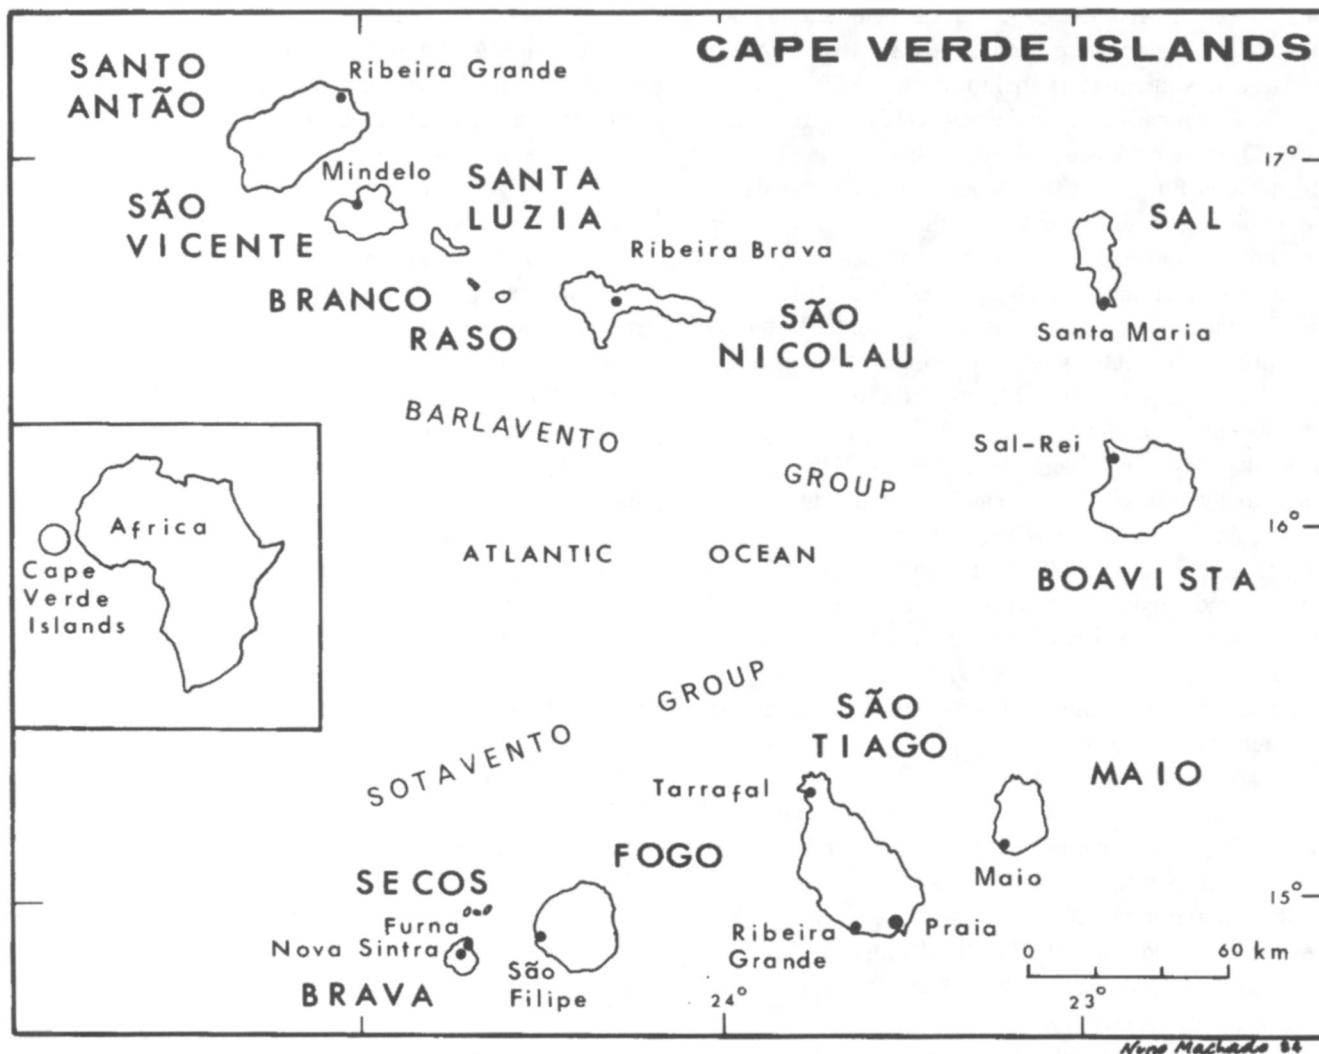 CAPE VERDE ISLANDS
SANTO
ANTÃO
Ribeira Grande
17°
Mindelo
SANTA
LUZIA
SÃO
VICENTE
SAL
Ribeira Brava
BRANCO
RASO
SÃO
NICOLAU
Santa Maria
BARLAVENTO
GROUP
Sal-Rei
Africa
16°
ATLANTIC OCEAN
Cape
Verde
Islands
BOAVISTA
SOTAVENTO GROUP
SÃO
TIAGO
Tarrafal
MAIO
FOGO
Maio
SECOS
15°
Furna
Nova Sintra
Ribeira
Grande
Praia
0 60 km
São
Filipe
BRAVA
24°
23°
Nuno Machado 84